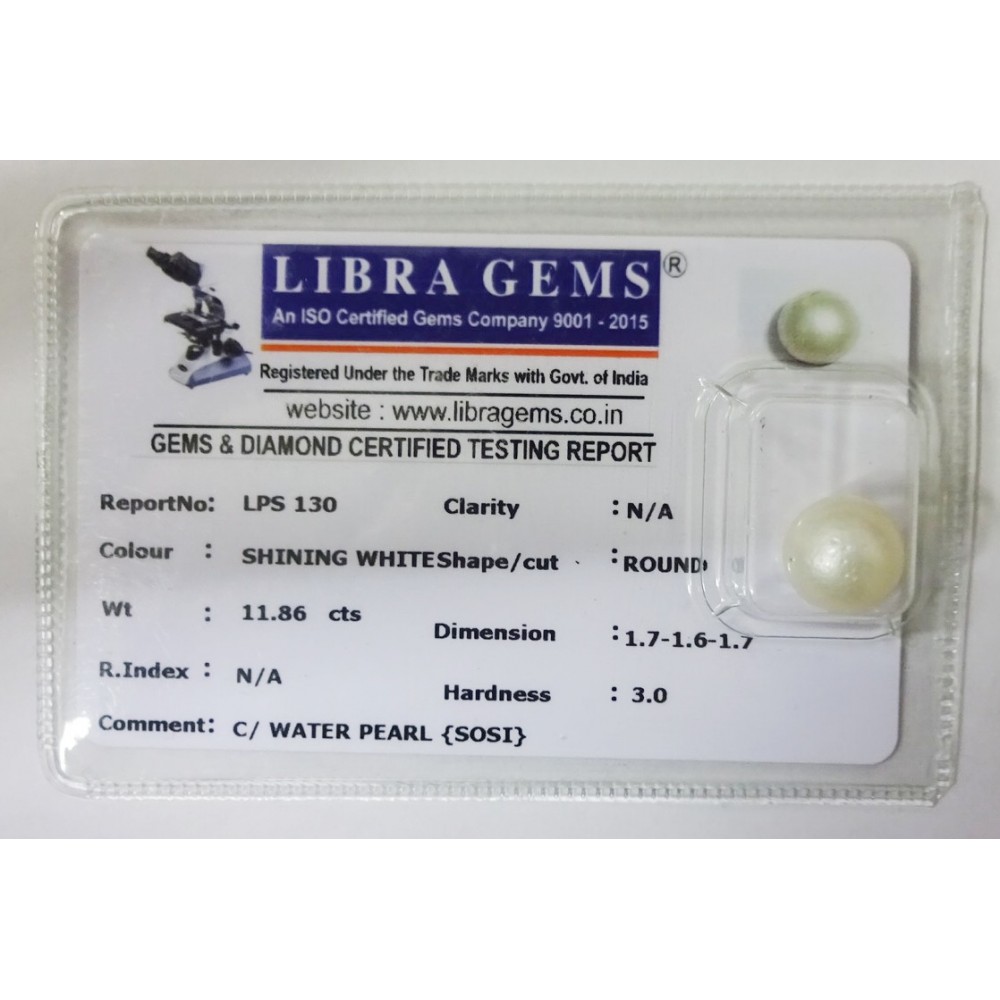 LIBRA GEMS ®
An ISO Certified Gems Company 9001 - 2015
Registered Under the Trade Marks with Govt. of India
website : www.libragems.co.in
GEMS & DIAMOND CERTIFIED TESTING REPORT
ReportNo: LPS 130 Clarity : N/A
Colour : SHINING WHITE Shape/cut : ROUND
Wt : 11.86 cts Dimension : 1.7-1.6-1.7
R.Index : N/A Hardness : 3.0
Comment: C/ WATER PEARL {SOSI}